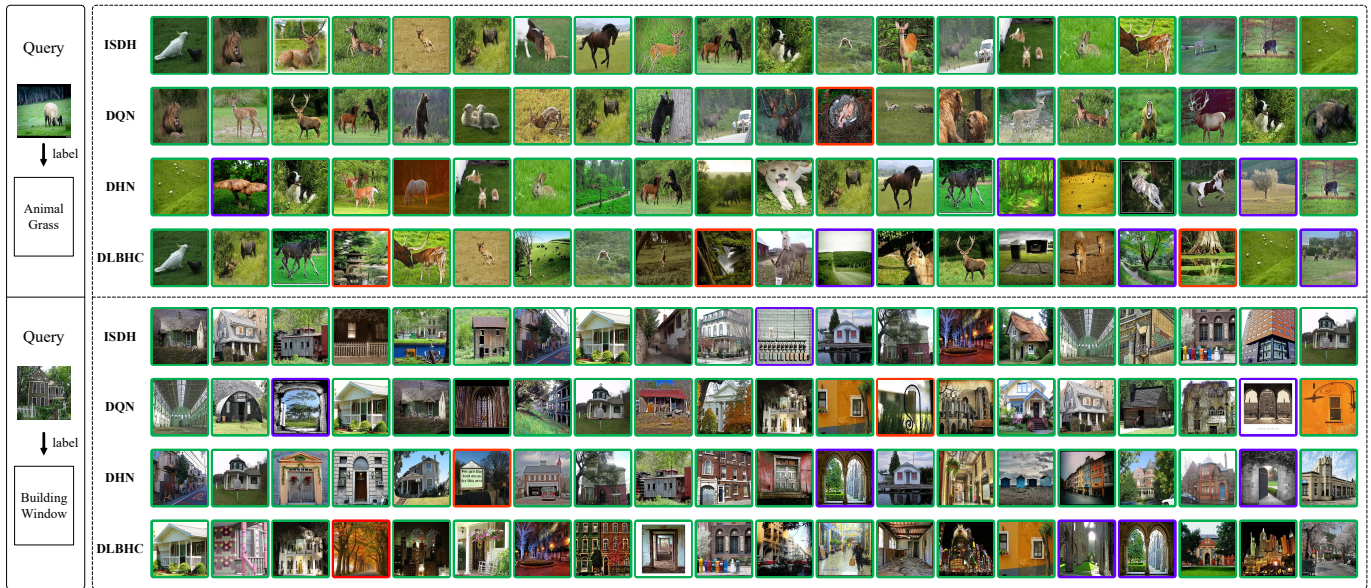 Query
label
Animal
Grass
ISDH
DQN
DHN
DLBHC
Query
label
Building
Window
ISDH
DQN
DHN
DLBHC